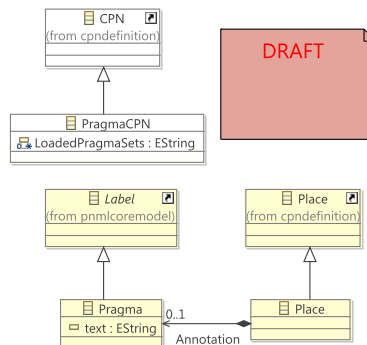 CPN
(from cpndefinition)
DRAFT
PragmaCPN
0..* LoadedPragmaSets : EString
Label
(from pnmlcoremodel)
Place
(from cpndefinition)
Pragma
text : EString
0..1
Annotation
Place